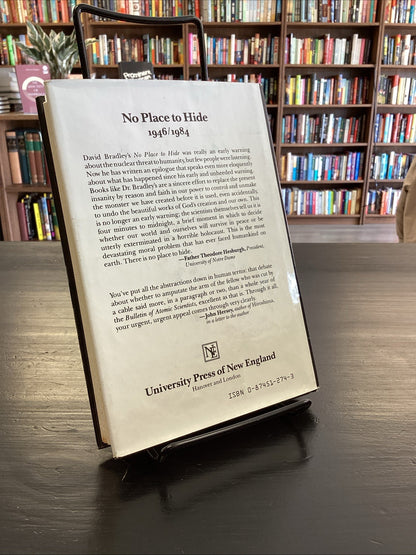 No Place to Hide
1946/1984
David Bradley's No Place to Hide was really an early warning
about the nuclear threat to humanity, but few people were listening.
Now he has written an epilogue that speaks even more eloquently
about what has happened since his early and unheeded warning.
Books like Dr. Bradley's are a sincere effort to replace the present
insanity by reason and faith in our power to control and unmake
the monster we have created before it is used, even accidentally,
to undo the beautiful works of God's creation and our own. This
is no longer an early warning; the scientists themselves tell us it is
four minutes to midnight, a brief moment in which to decide
whether our world and ourselves will survive in peace or be
utterly exterminated in a horrible holocaust. This is the most
devastating moral problem that has ever faced humankind on
earth. There is no place to hide.
—Father Theodore Hesburgh, President,
University of Notre Dame
You've put all the abstractions down in human terms: that debate
about whether to amputate the arm of the fellow who was cut by
a cable said more, in a paragraph or two, than a whole year of
the Bulletin of Atomic Scientists, excellent as that is. Through it all,
your urgent, urgent appeal comes through very clearly.
—John Hersey, author of Hiroshima,
in a letter to the author
NE
University Press of New England
Hanover and London
ISBN 0-87451-274-3